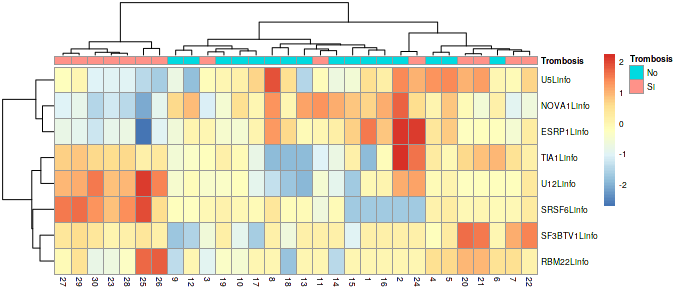 Trombosis
U5Linfo
NOVA1Linfo
ESRP1Linfo
TIA1Linfo
U12Linfo
SRSF6Linfo
SF3BTV1Linfo
RBM22Linfo
27 29 30 23 28 25 26 9 12 3 19 10 17 8 18 13 11 14 15 1 16 2 24 4 5 20 21 6 7 22
2
1
0
-1
-2
Trombosis
No
SI